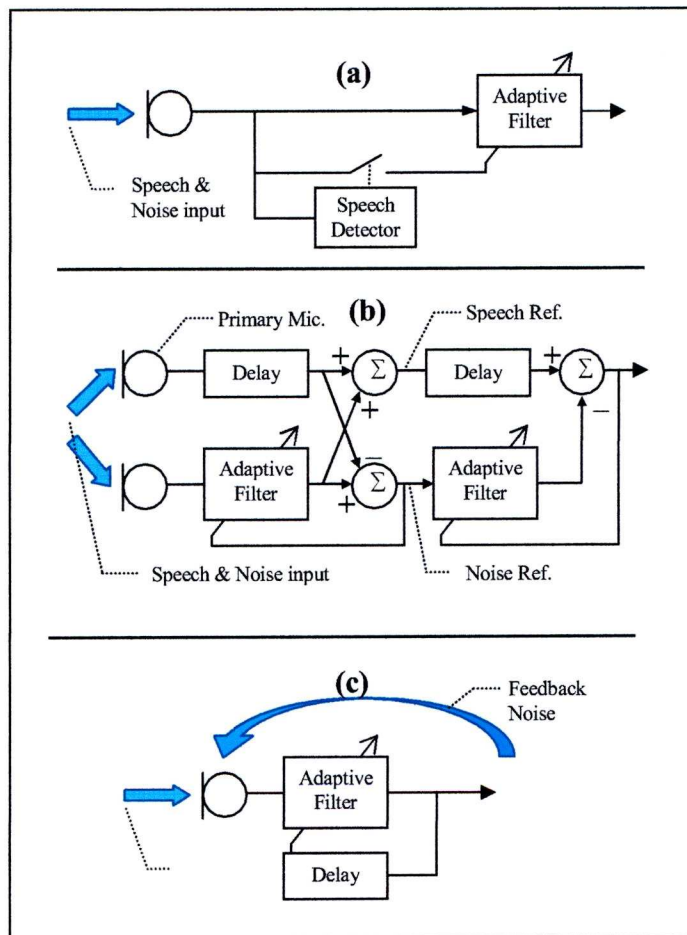 (a)
Adaptive
Filter
Speech &
Noise input
Speech
Detector
(b)
Primary Mic.
Speech Ref.
Delay
+
Σ
Delay
+
Σ
+
−
−
Adaptive
Filter
+
Σ
Adaptive
Filter
Speech & Noise input
Noise Ref.
(c)
Feedback
Noise
Adaptive
Filter
Delay